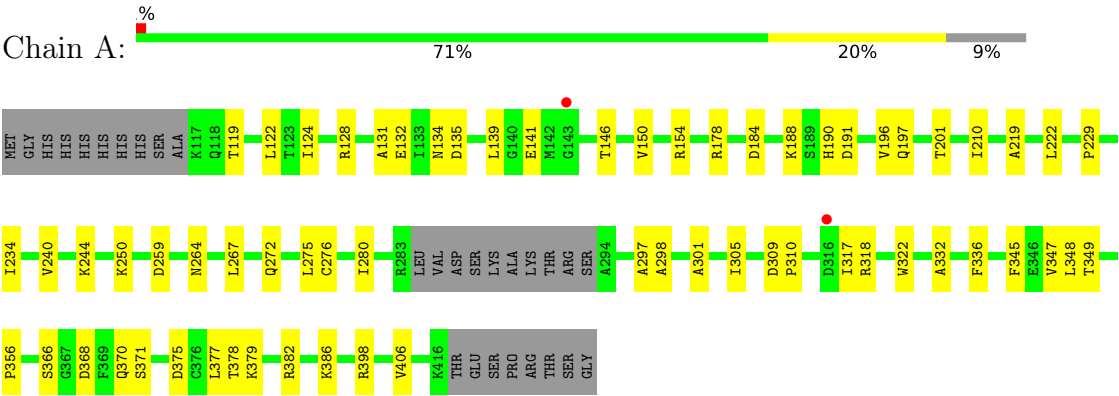 .%
Chain A:
71% 20% 9%
MET GLY HIS HIS HIS HIS HIS HIS SER ALA K117 Q118 T119 L122 T123 I124 R128 A131 E132 I133 N134 D135 L139 G140 E141 M142 G143 T146 V150 R154 R178 D184 K188 S189 H190 D191 V196 Q197 T201 I210 A219 L222 P229
I234 V240 K244 K250 D259 N264 L267 Q272 L275 C276 I280 R283 LEU VAL ASP SER LYS ALA LYS THR ARG SER A294 A297 A298 A301 I305 D309 P310 D316 I317 R318 W322 A332 F336 F345 E346 V347 L348 T349
P356 S366 G367 D368 F369 Q370 S371 D375 C376 L377 T378 K379 R382 K386 R398 V406 K416 THR GLU SER PRO ARG THR SER GLY